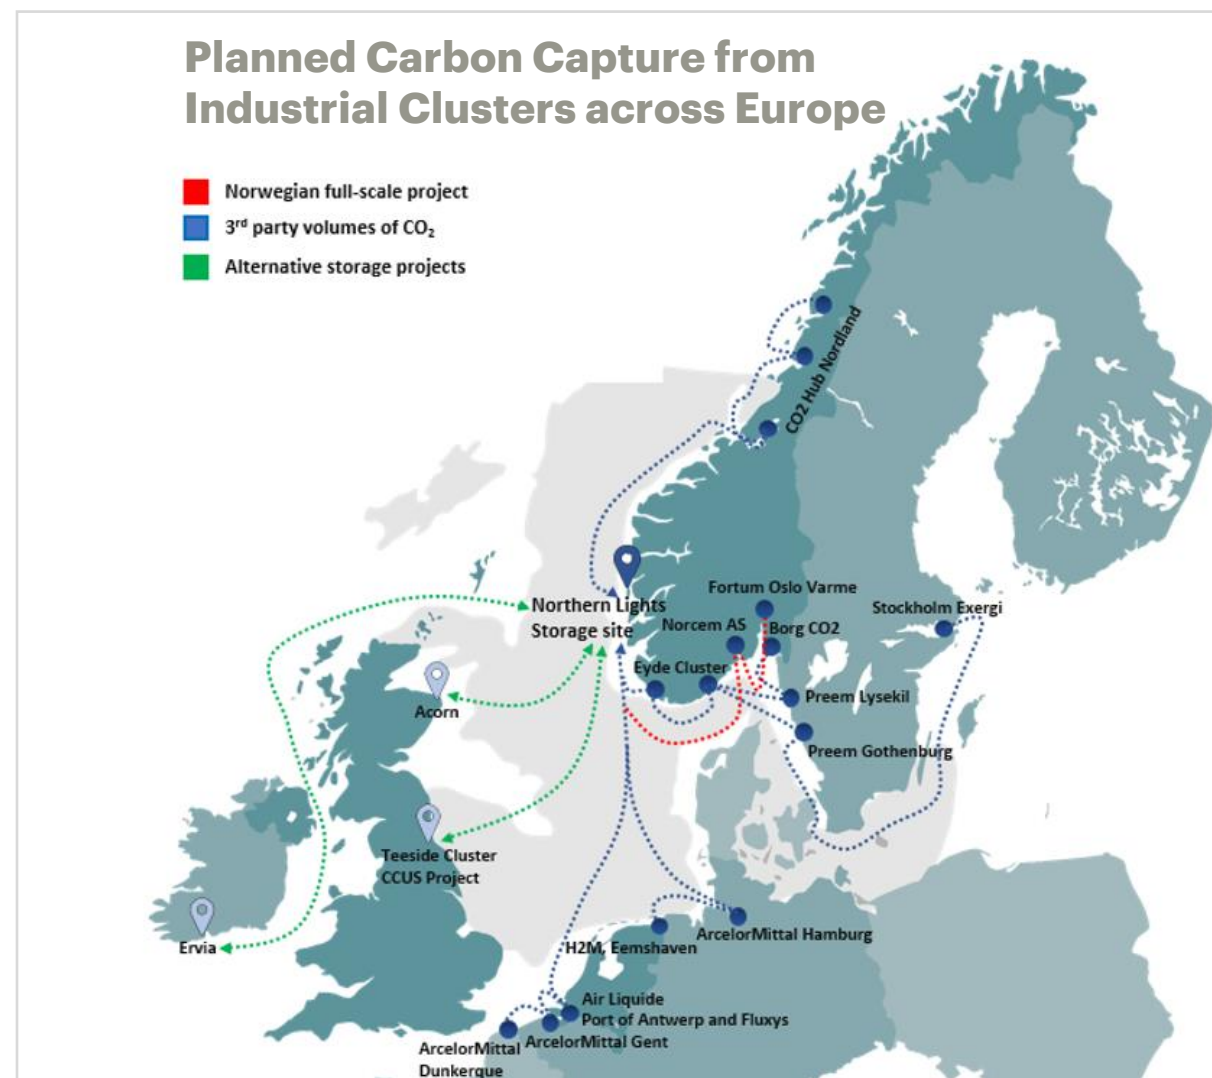 Planned Carbon Capture from
Industrial Clusters across Europe
Norwegian full-scale project
3rd party volumes of CO2
Alternative storage projects
CO2 Hub Nordland
Northern Lights
Storage site
Fortum Oslo Varme
Stockholm Exergi
Norcem AS
Borg CO2
Eyde Cluster
Preem Lysekil
Acorn
Preem Gothenburg
Teeside Cluster
CCUS Project
Ervia
ArcelorMittal Hamburg
H2M, Eemshaven
Air Liquide
Port of Antwerp and Fluxys
ArcelorMittal Gent
ArcelorMittal
Dunkerque